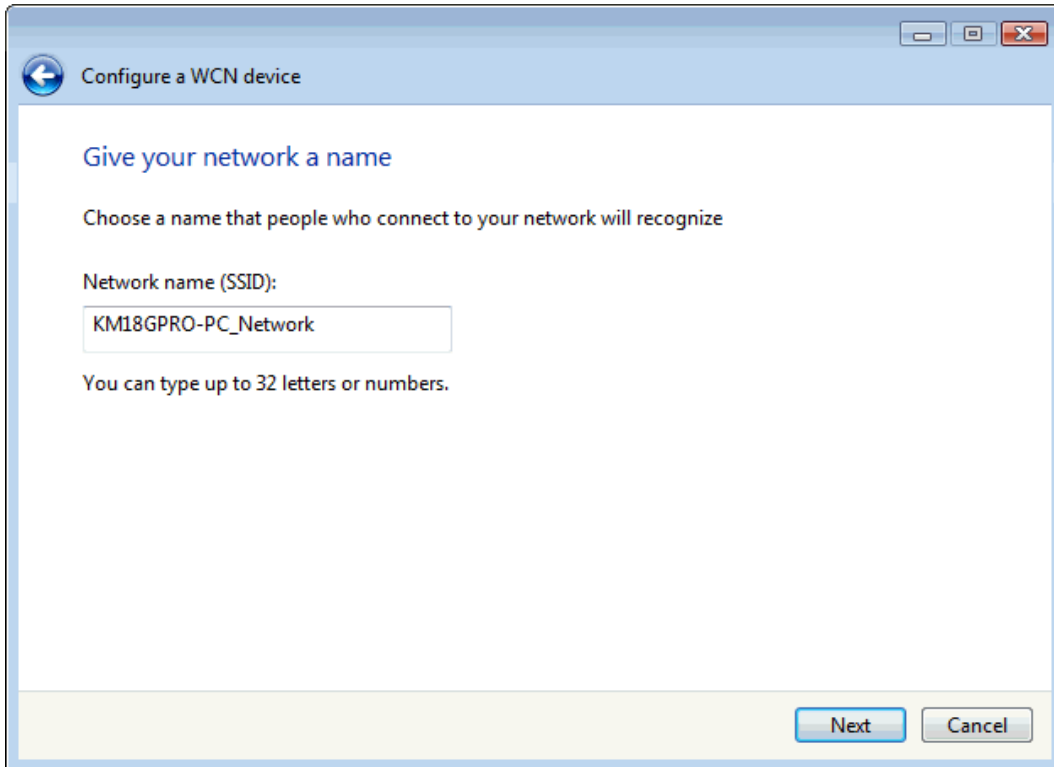 Configure a WCN device
Give your network a name
Choose a name that people who connect to your network will recognize
Network name (SSID):
KM18GPRO-PC_Network
You can type up to 32 letters or numbers.
Next Cancel